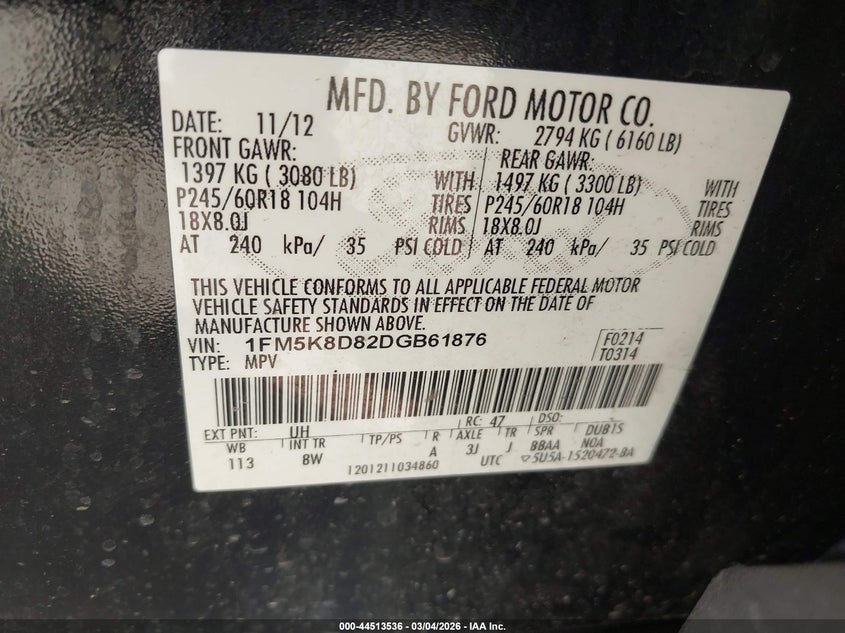 MFD. BY FORD MOTOR CO.
DATE: 11/12 GVWR: 2794 KG ( 6160 LB)
FRONT GAWR: REAR GAWR:
1397 KG ( 3080 LB) WITH 1497 KG ( 3300 LB) WITH
P245/60R18 104H TIRES P245/60R18 104H TIRES
18X8.0J RIMS 18X8.0J RIMS
AT 240 kPa/ 35 PSI COLD AT 240 kPa/ 35 PSI COLD
THIS VEHICLE CONFORMS TO ALL APPLICABLE FEDERAL MOTOR
VEHICLE SAFETY STANDARDS IN EFFECT ON THE DATE OF
MANUFACTURE SHOWN ABOVE.
VIN: 1FM5K8D82DGB61876 F0214
TYPE: MPV T0314
EXT PNT: UH RC: 47 DSO:
WB INT TR TP/PS R AXLE TR SPR DUBTS
113 BW A 3J J BBAA NOA
1201211034860 UTC ▽5U5A-1520472-BA
000-44513536 - 03/04/2026 - IAA Inc.